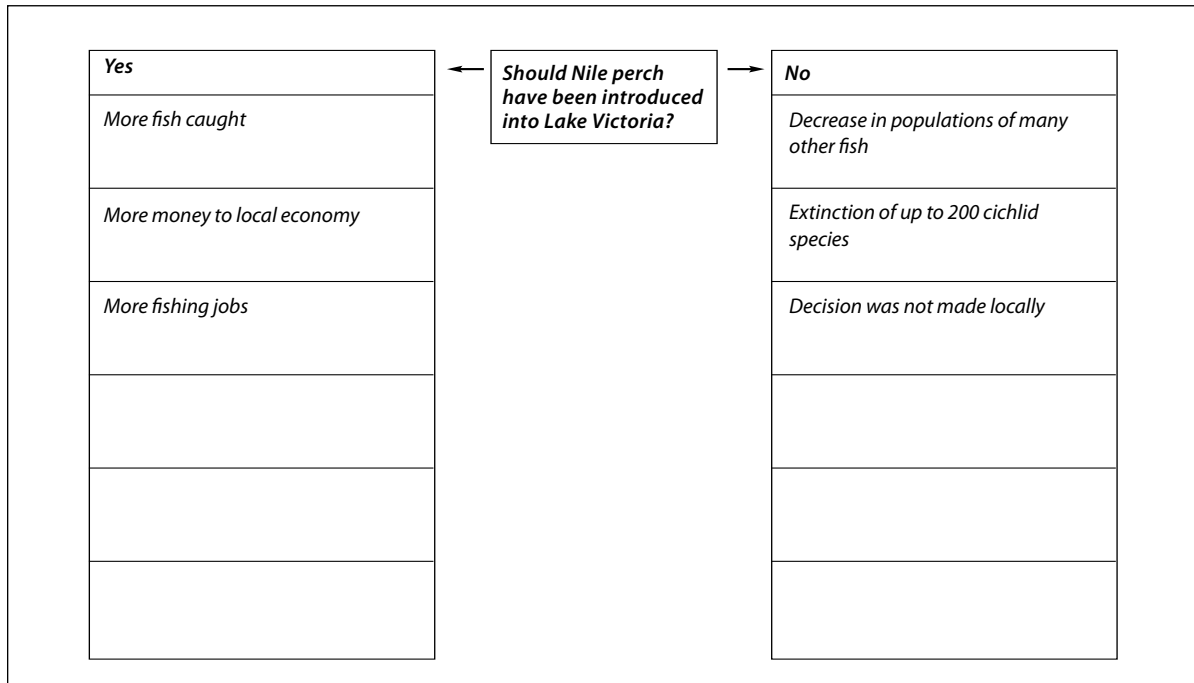 Yes
More fish caught
More money to local economy
More fishing jobs
Should Nile perch
have been introduced
into Lake Victoria?
No
Decrease in populations of many
other fish
Extinction of up to 200 cichlid
species
Decision was not made locally